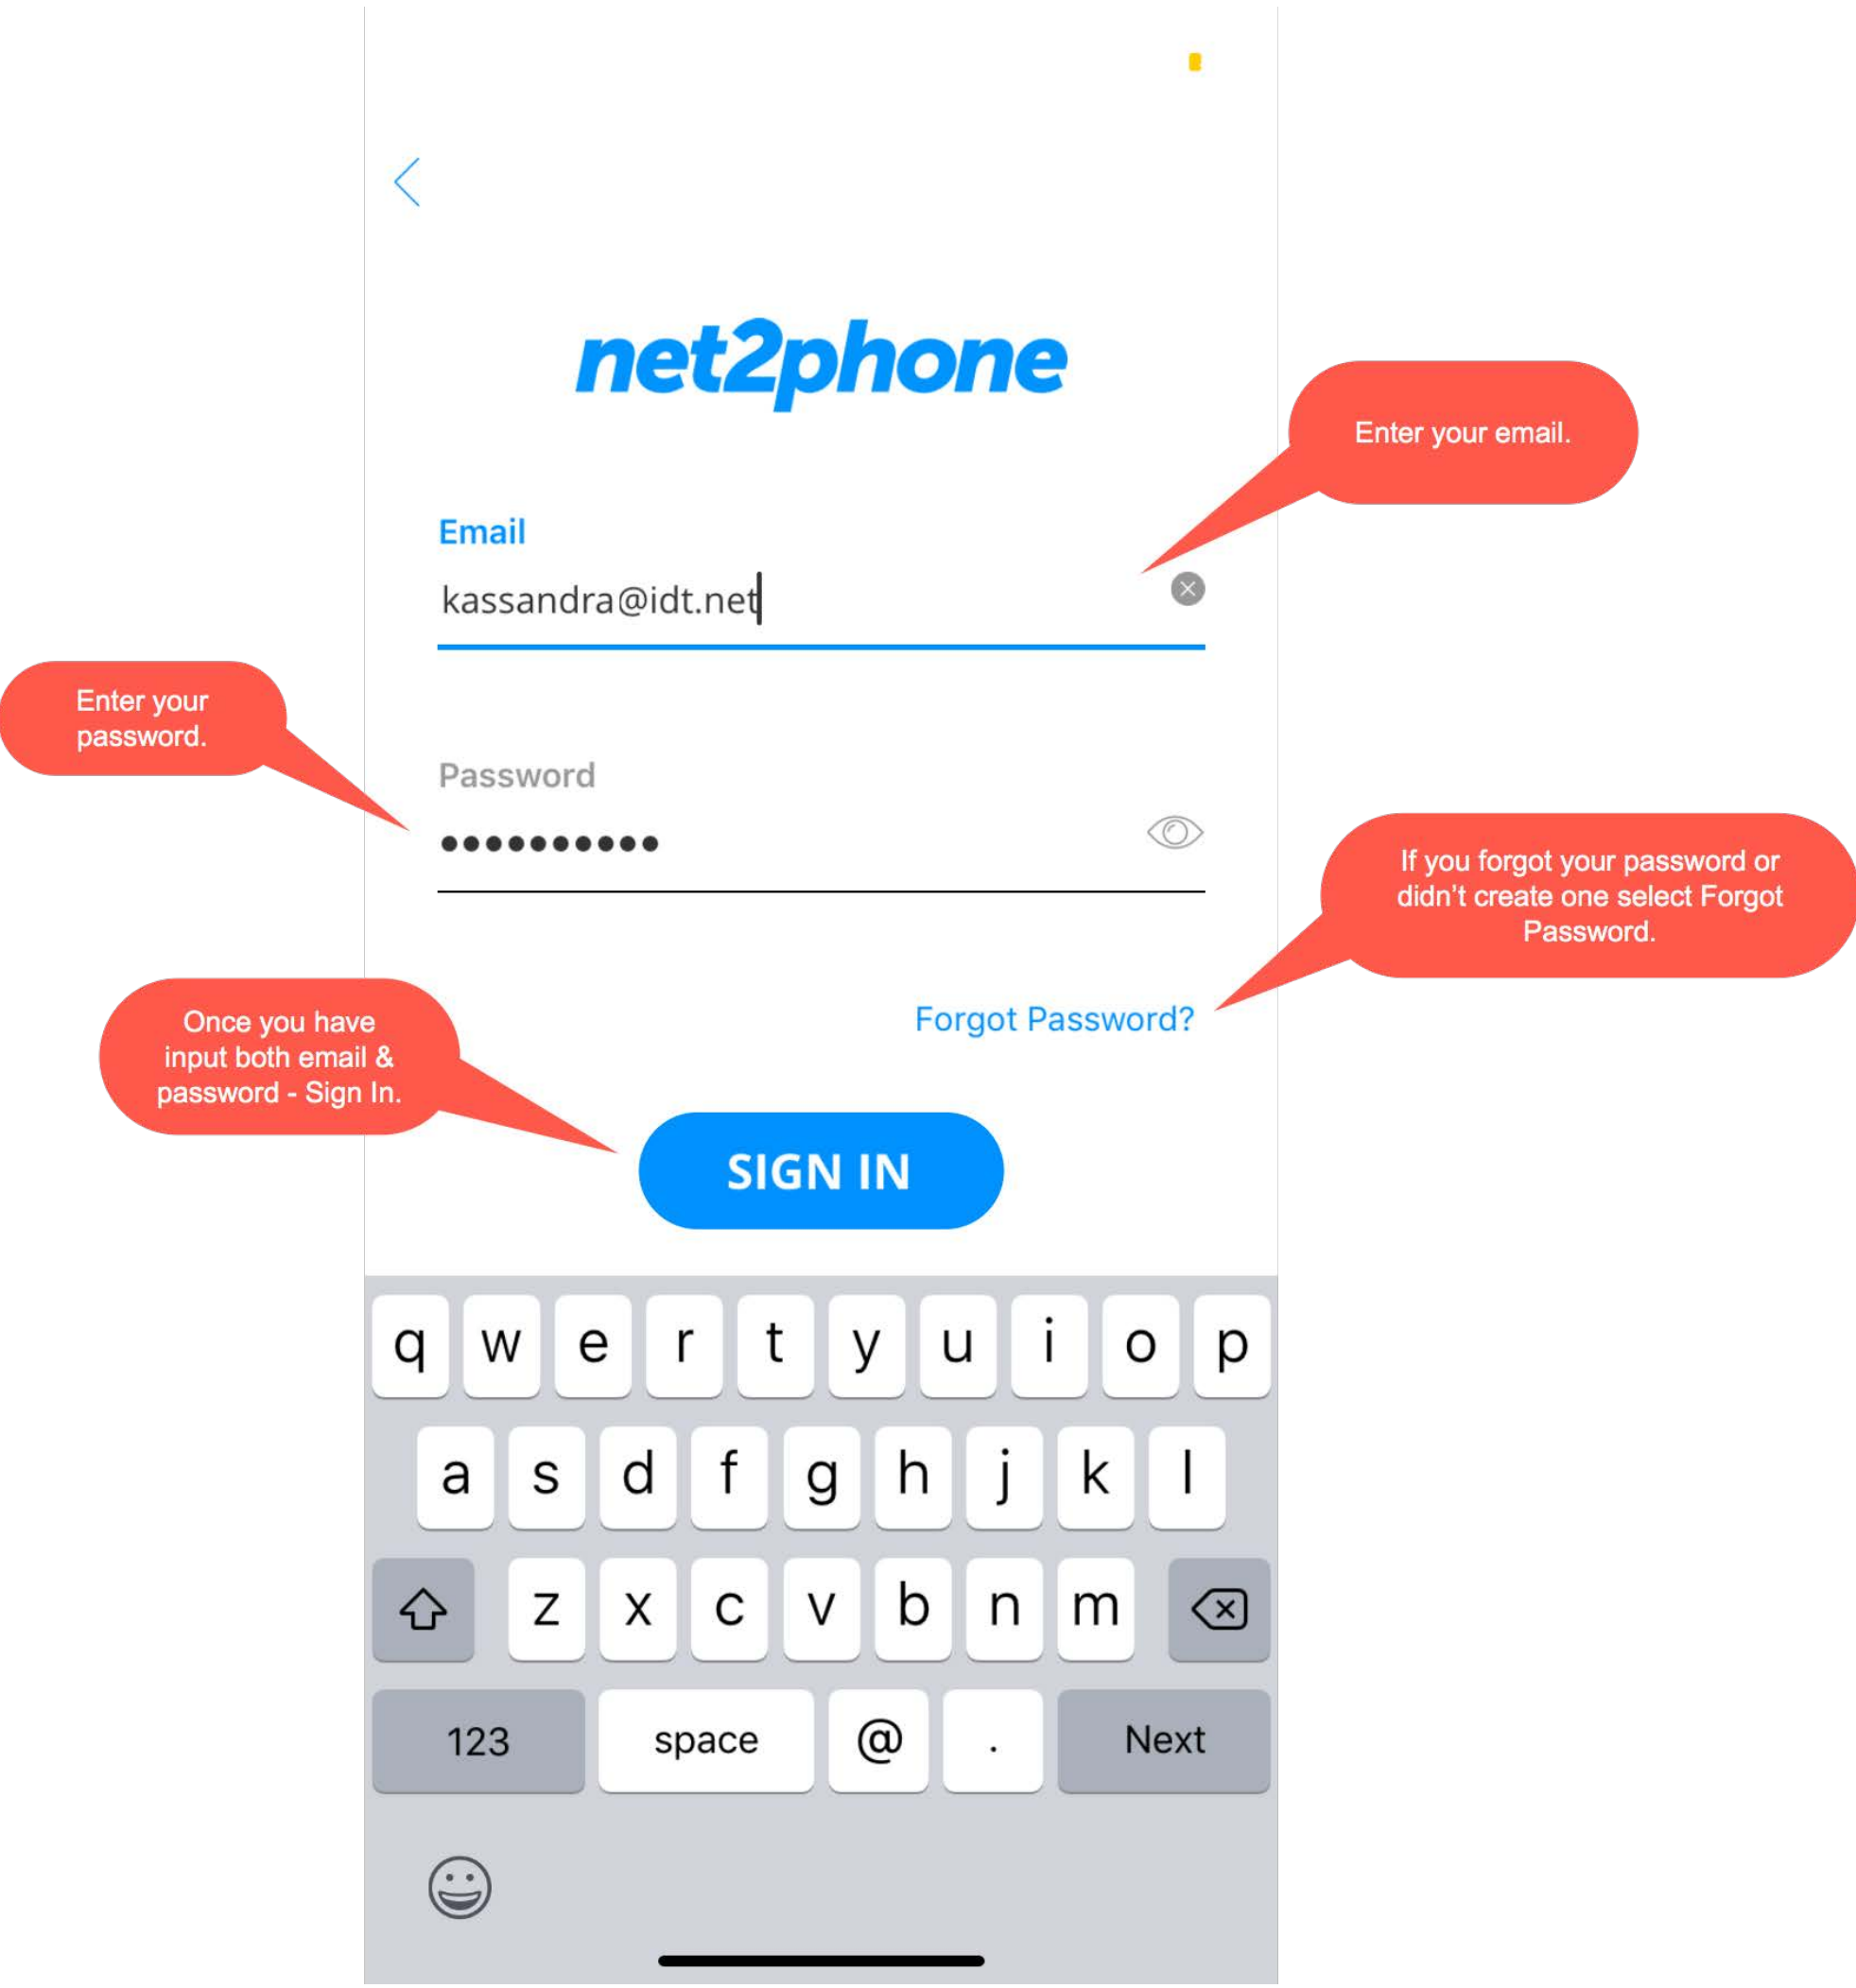 net2phone
Enter your email.
Email
kassandra@idt.net
Enter your
password.
Password
••••••••••
If you forgot your password or
didn't create one select Forgot
Password.
Forgot Password?
Once you have
input both email &
password - Sign In.
SIGN IN
q w e r t y u i o p
a s d f g h j k l
z x c v b n m
123 space @ . Next